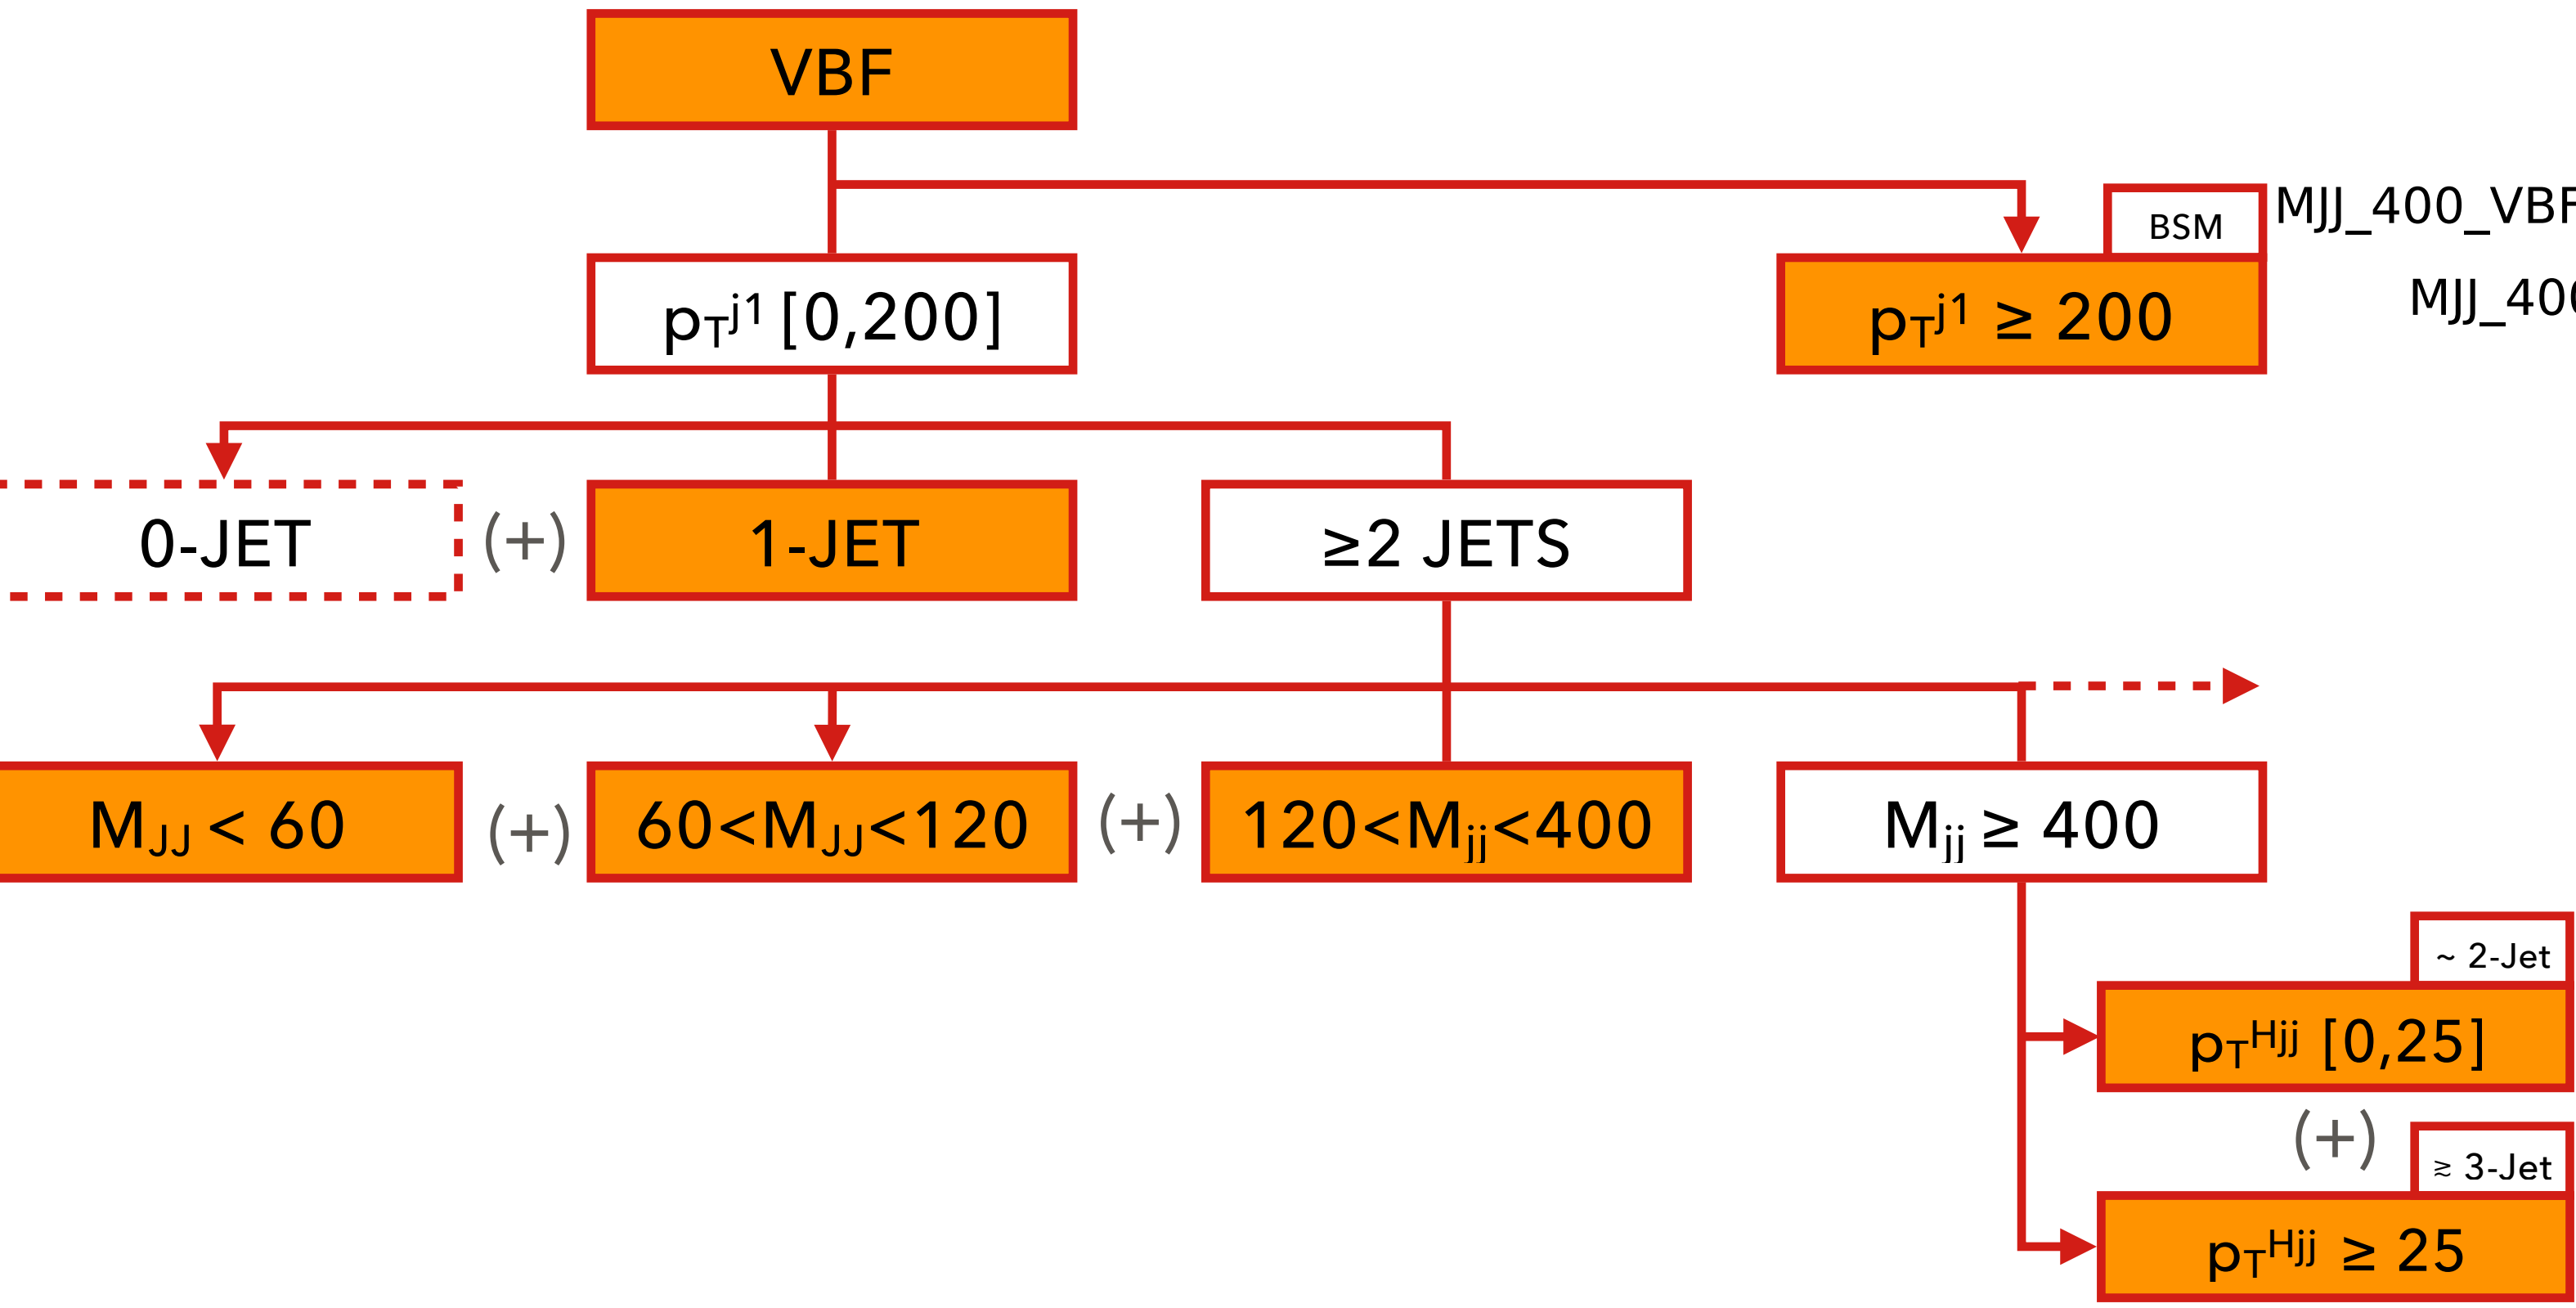 VBF
MJJ_400_VBF
BSM
MJJ_400
pTj1 [0,200]
pTj1 ≥ 200
0-JET
(+)
1-JET
≥2 JETS
MJJ < 60
(+)
60<MJJ<120
(+)
120<Mjj<400
Mjj ≥ 400
~ 2-Jet
pTHjj [0,25]
(+)
≳ 3-Jet
pTHjj ≥ 25